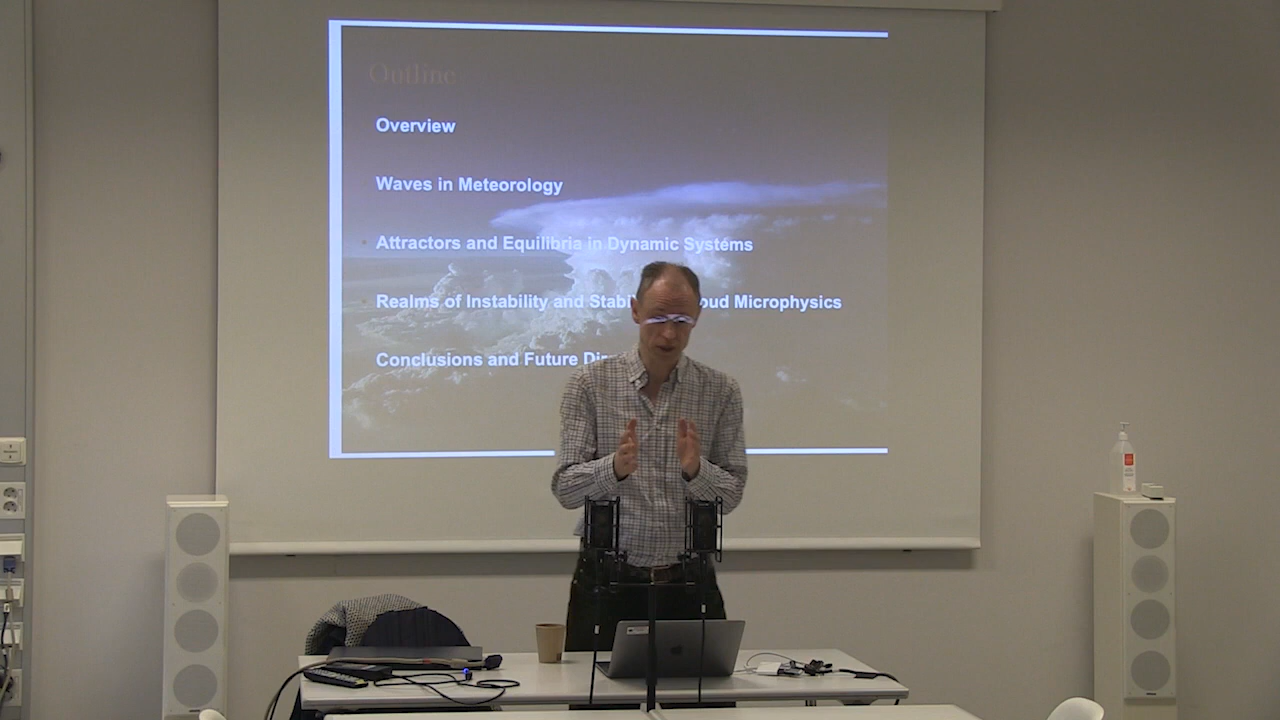 Outline
Overview
Waves in Meteorology
Attractors and Equilibria in Dynamic Systems
Realms of Instability and Microphysics
Conclusions and Future